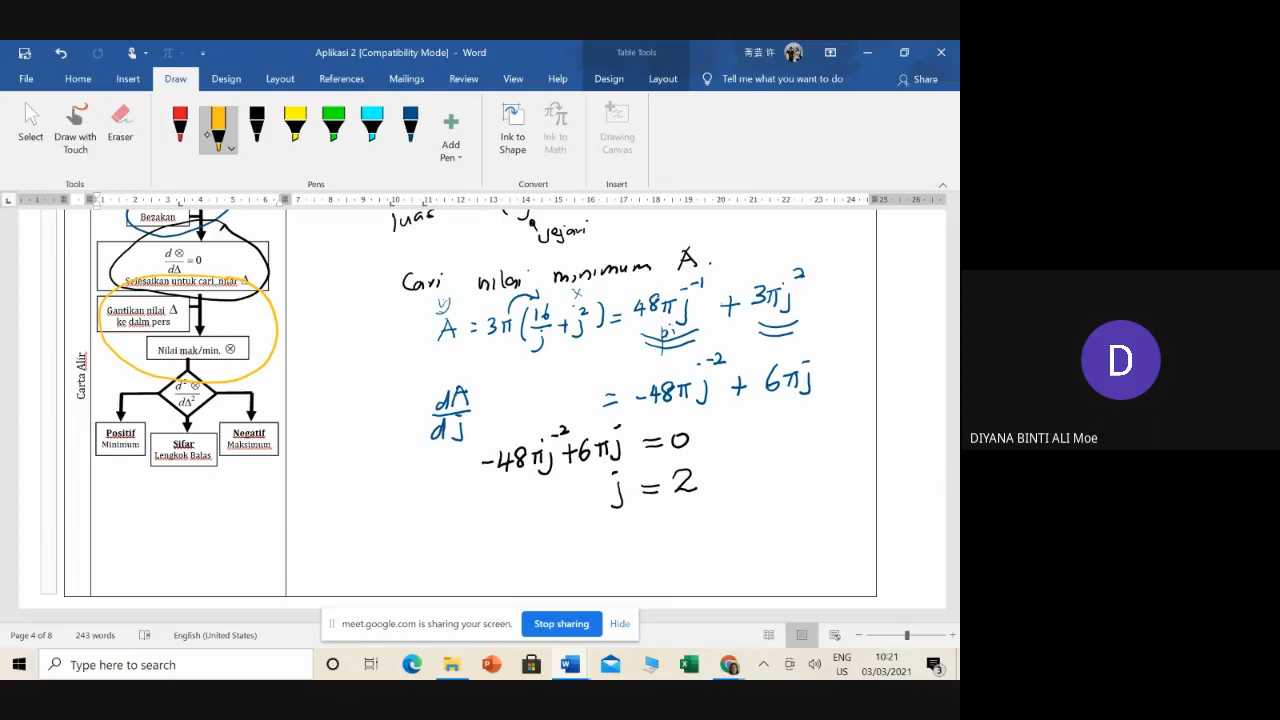 Aplikasi 2 [Compatibility Mode] - Word
Table Tools
菁芸 许
File Home Insert Draw Design Layout References Mailings Review View Help Design Layout Tell me what you want to do Share
Select
Draw with Touch
Eraser
Add Pen
Ink to Shape
Ink to Math
Drawing Canvas
Tools
Pens
Convert
Insert
Bezakan
d⊗/dΔ = 0
Selesaikan untuk cari nilai Δ
Gantikan nilai Δ
ke dalm pers
Nilai mak/min, ⊗
d²⊗/dΔ²
Positif
Minimum
Sifar
Lengkok Balas
Negatif
Maksimum
Carta Alir
luas
jejari
Cari nilai minimum A.
A = 3π(16/j + j²) = 48πj⁻¹ + 3πj²
dA/dj = -48πj⁻² + 6πj
-48πj⁻² + 6πj = 0
j = 2
meet.google.com is sharing your screen.
Stop sharing
Hide
Page 4 of 8
243 words
English (United States)
Type here to search
ENG
US
10:21
03/03/2021
3
D
DIYANA BINTI ALI Moe